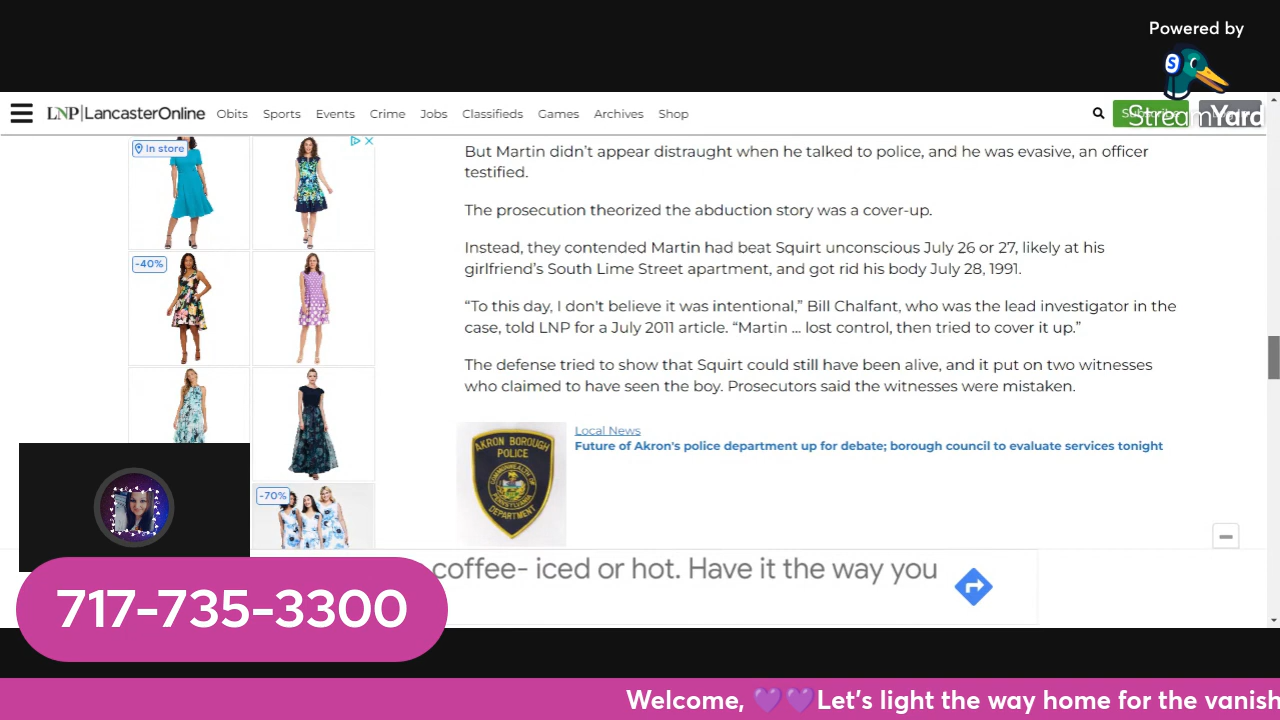 Powered by
StreamYard
LNP|LancasterOnline Obits Sports Events Crime Jobs Classifieds Games Archives Shop
In store
-40%
-70%
But Martin didn't appear distraught when he talked to police, and he was evasive, an officer
testified.
The prosecution theorized the abduction story was a cover-up.
Instead, they contended Martin had beat Squirt unconscious July 26 or 27, likely at his
girlfriend's South Lime Street apartment, and got rid his body July 28, 1991.
“To this day, I don't believe it was intentional,” Bill Chalfant, who was the lead investigator in the
case, told LNP for a July 2011 article. “Martin ... lost control, then tried to cover it up.”
The defense tried to show that Squirt could still have been alive, and it put on two witnesses
who claimed to have seen the boy. Prosecutors said the witnesses were mistaken.
AKRON BOROUGH
POLICE
COMMONWEALTH OF
PENNSYLVANIA
DEPARTMENT
Local News
Future of Akron's police department up for debate; borough council to evaluate services tonight
coffee- iced or hot. Have it the way you
717-735-3300
Welcome, 💜💜Let's light the way home for the vanish